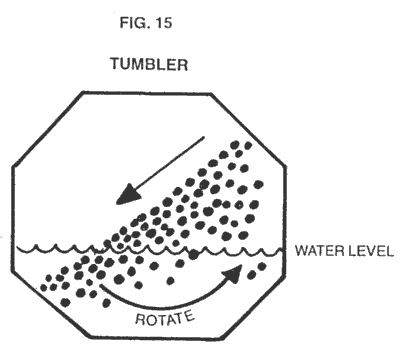 FIG. 15
TUMBLER
WATER LEVEL
ROTATE